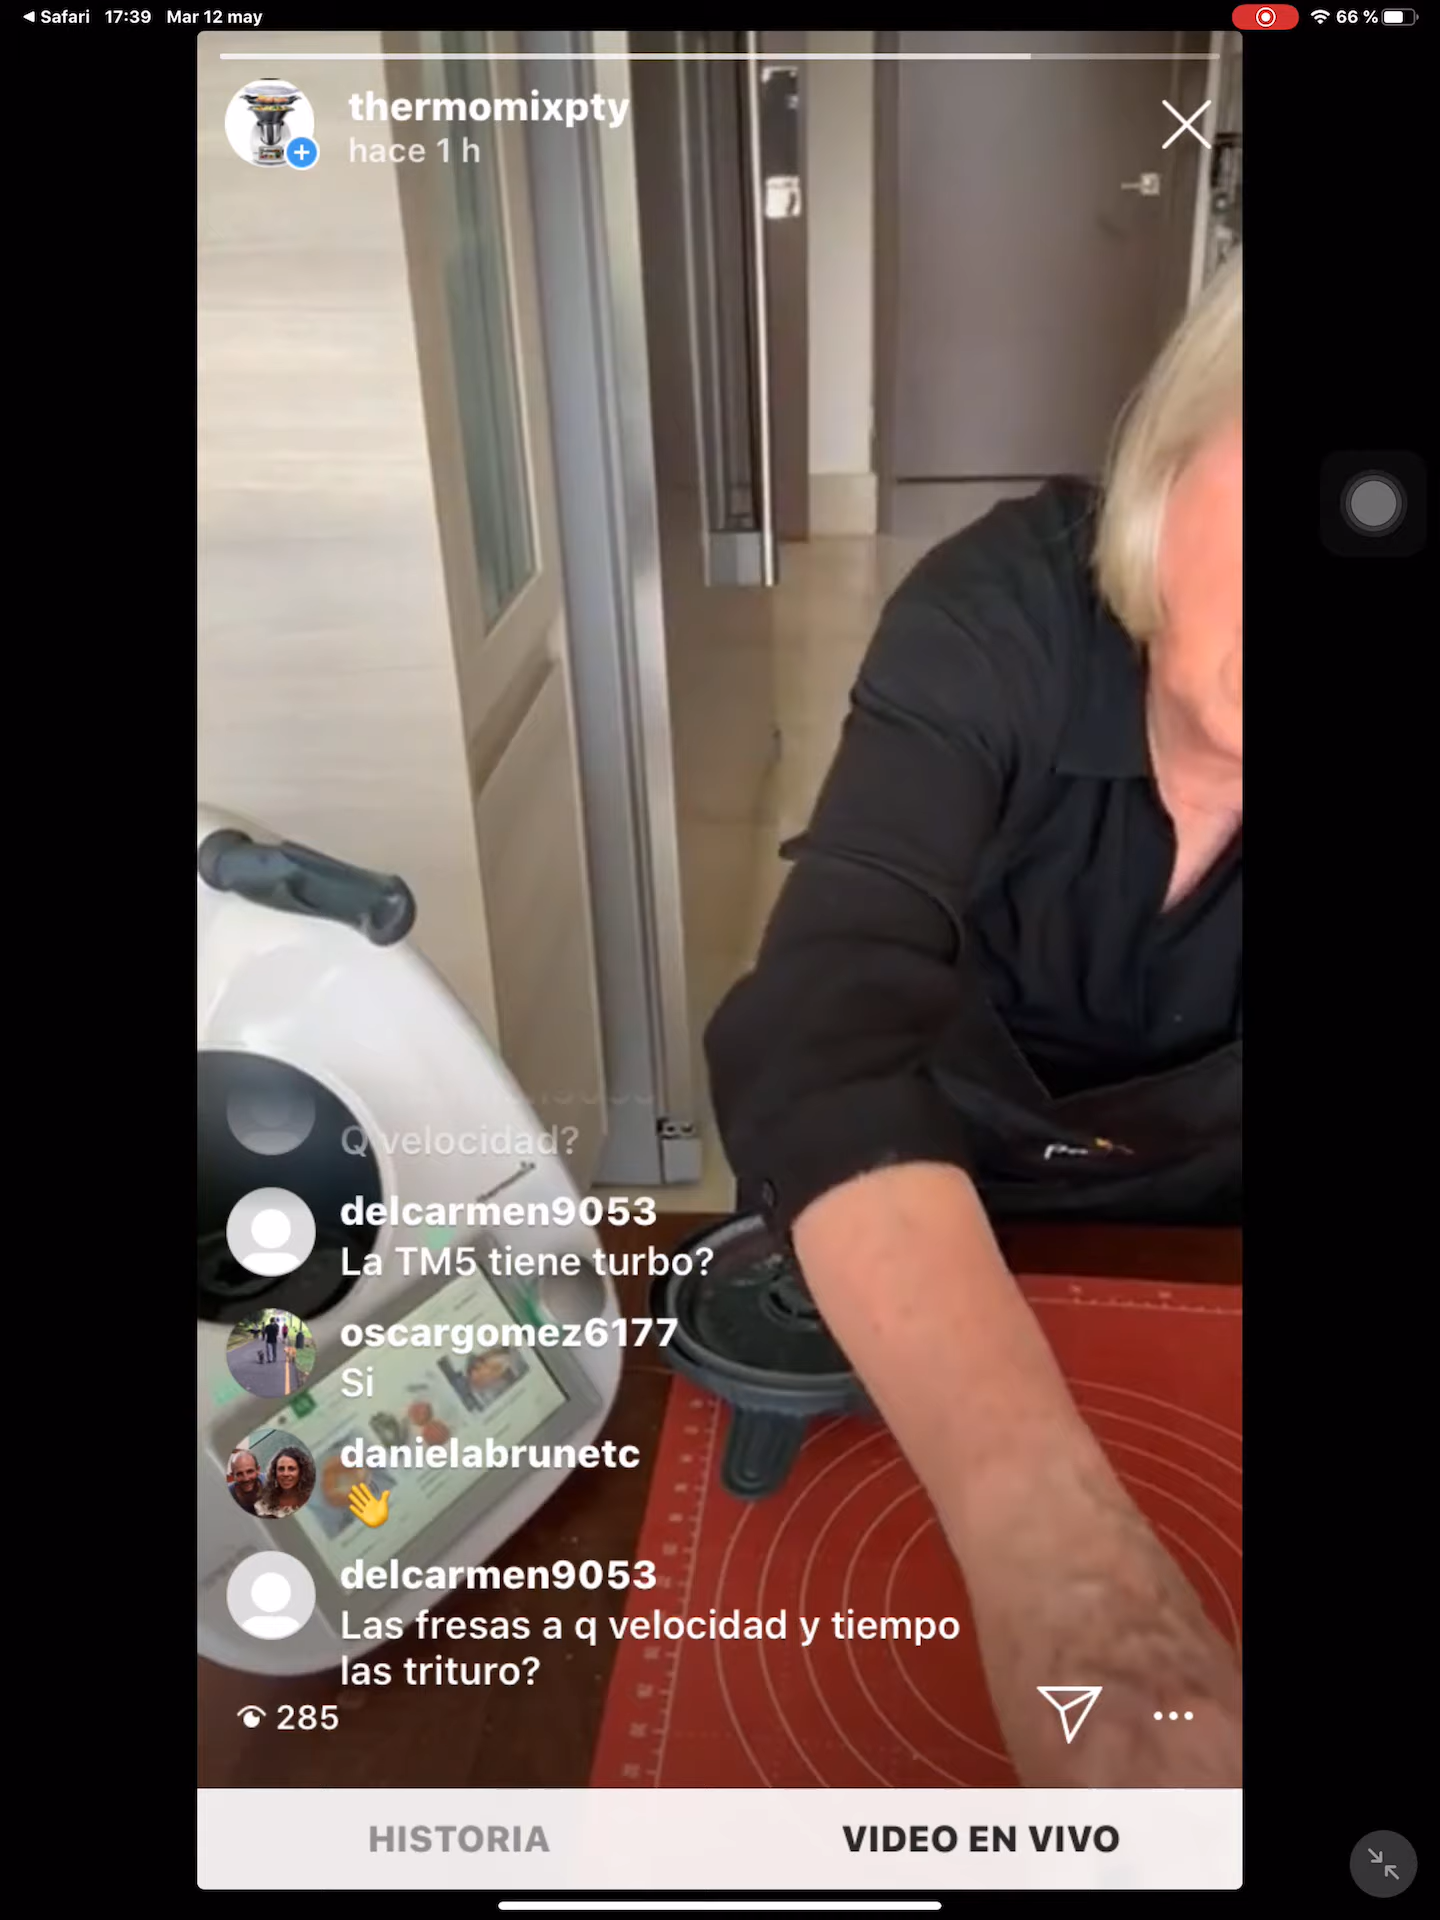 Safari 17:39 Mar 12 may 66 %
thermomixpty
hace 1 h
Q velocidad?
delcarmen9053
La TM5 tiene turbo?
oscargomez6177
Si
danielabrunetc
👋
delcarmen9053
Las fresas a q velocidad y tiempo
las trituro?
285
HISTORIA VIDEO EN VIVO